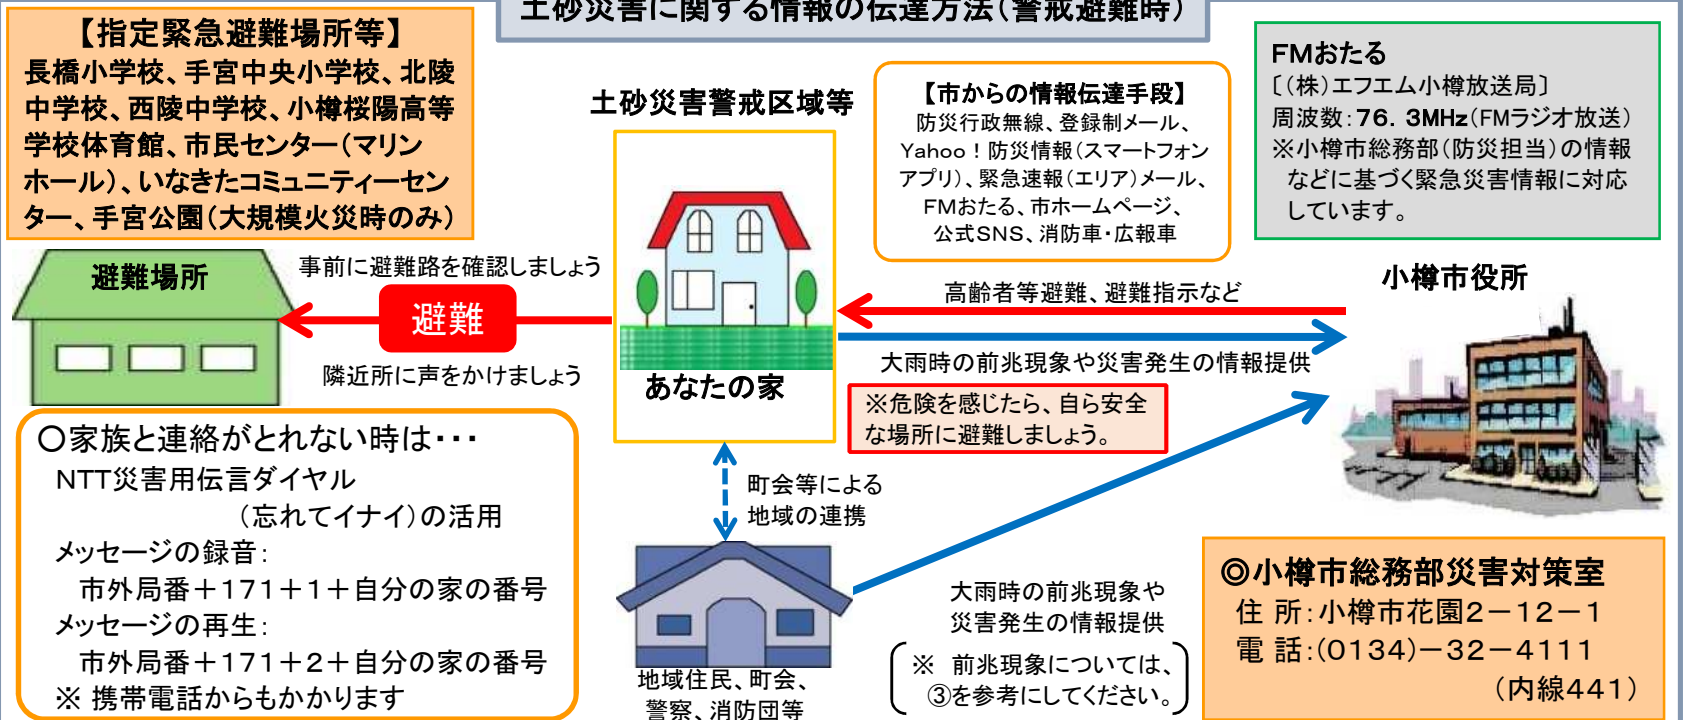 土砂災害に関する情報の伝達方法(警戒避難時)
【指定緊急避難場所等】
長橋小学校、手宮中央小学校、北陵
中学校、西陵中学校、小樽桜陽高等
学校体育館、市民センター(マリン
ホール)、いなきたコミュニティーセン
ター、手宮公園(大規模火災時のみ)
土砂災害警戒区域等
【市からの情報伝達手段】
防災行政無線、登録制メール、
Yahoo!防災情報(スマートフォン
アプリ)、緊急速報(エリア)メール、
FMおたる、市ホームページ、
公式SNS、消防車・広報車
FMおたる
〔(株)エフエム小樽放送局〕
周波数:76.3MHz(FMラジオ放送)
※小樽市総務部(防災担当)の情報
などに基づく緊急災害情報に対応
しています。
避難場所
事前に避難路を確認しましょう
避難
隣近所に声をかけましょう
あなたの家
高齢者等避難、避難指示など
大雨時の前兆現象や災害発生の情報提供
小樽市役所
※危険を感じたら、自ら安全
な場所に避難しましょう。
○家族と連絡がとれない時は・・・
NTT災害用伝言ダイヤル
(忘れてイナイ)の活用
メッセージの録音:
市外局番+171+1+自分の家の番号
メッセージの再生:
市外局番+171+2+自分の家の番号
※ 携帯電話からもかかります
町会等による
地域の連携
地域住民、町会、
警察、消防団等
大雨時の前兆現象や
災害発生の情報提供
※ 前兆現象については、
③を参考にしてください。
◎小樽市総務部災害対策室
住 所:小樽市花園2-12-1
電 話:(0134)-32-4111
(内線441)